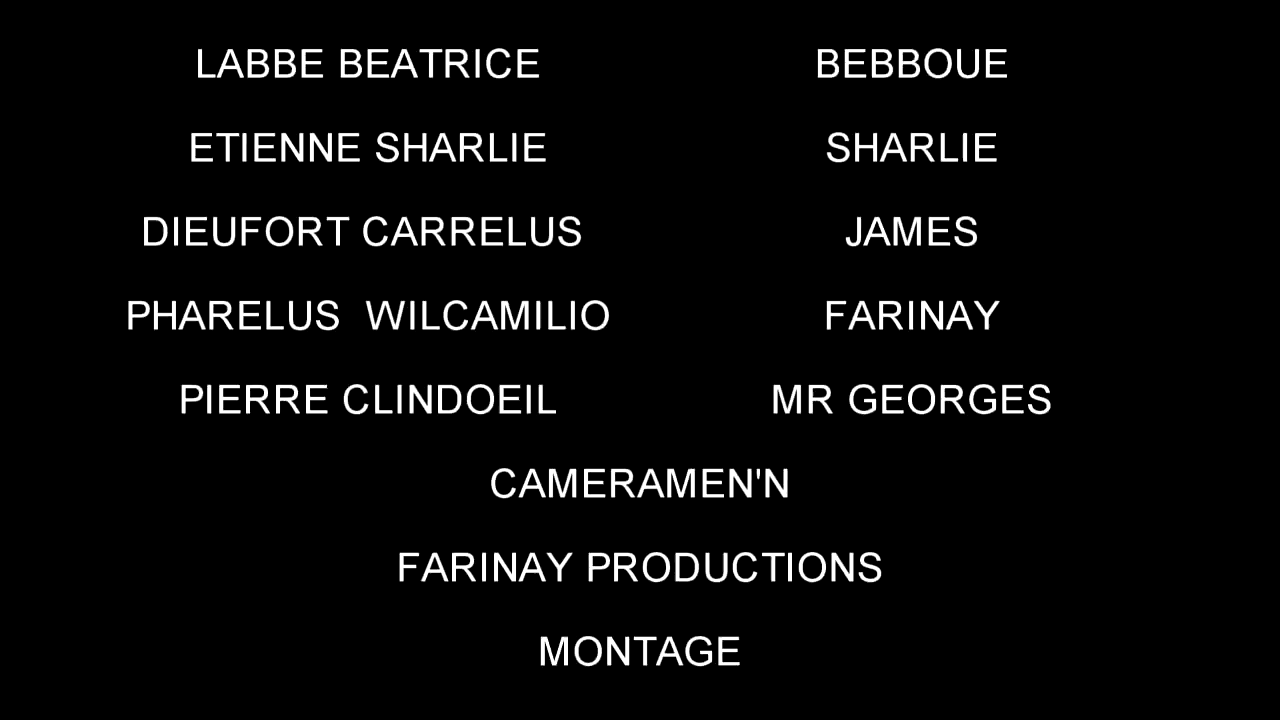 LABBE BEATRICE BEBBOUE
ETIENNE SHARLIE SHARLIE
DIEUFORT CARRELUS JAMES
PHARELUS  WILCAMILIO FARINAY
PIERRE CLINDOEIL MR GEORGES
CAMERAMEN'N
FARINAY PRODUCTIONS
MONTAGE